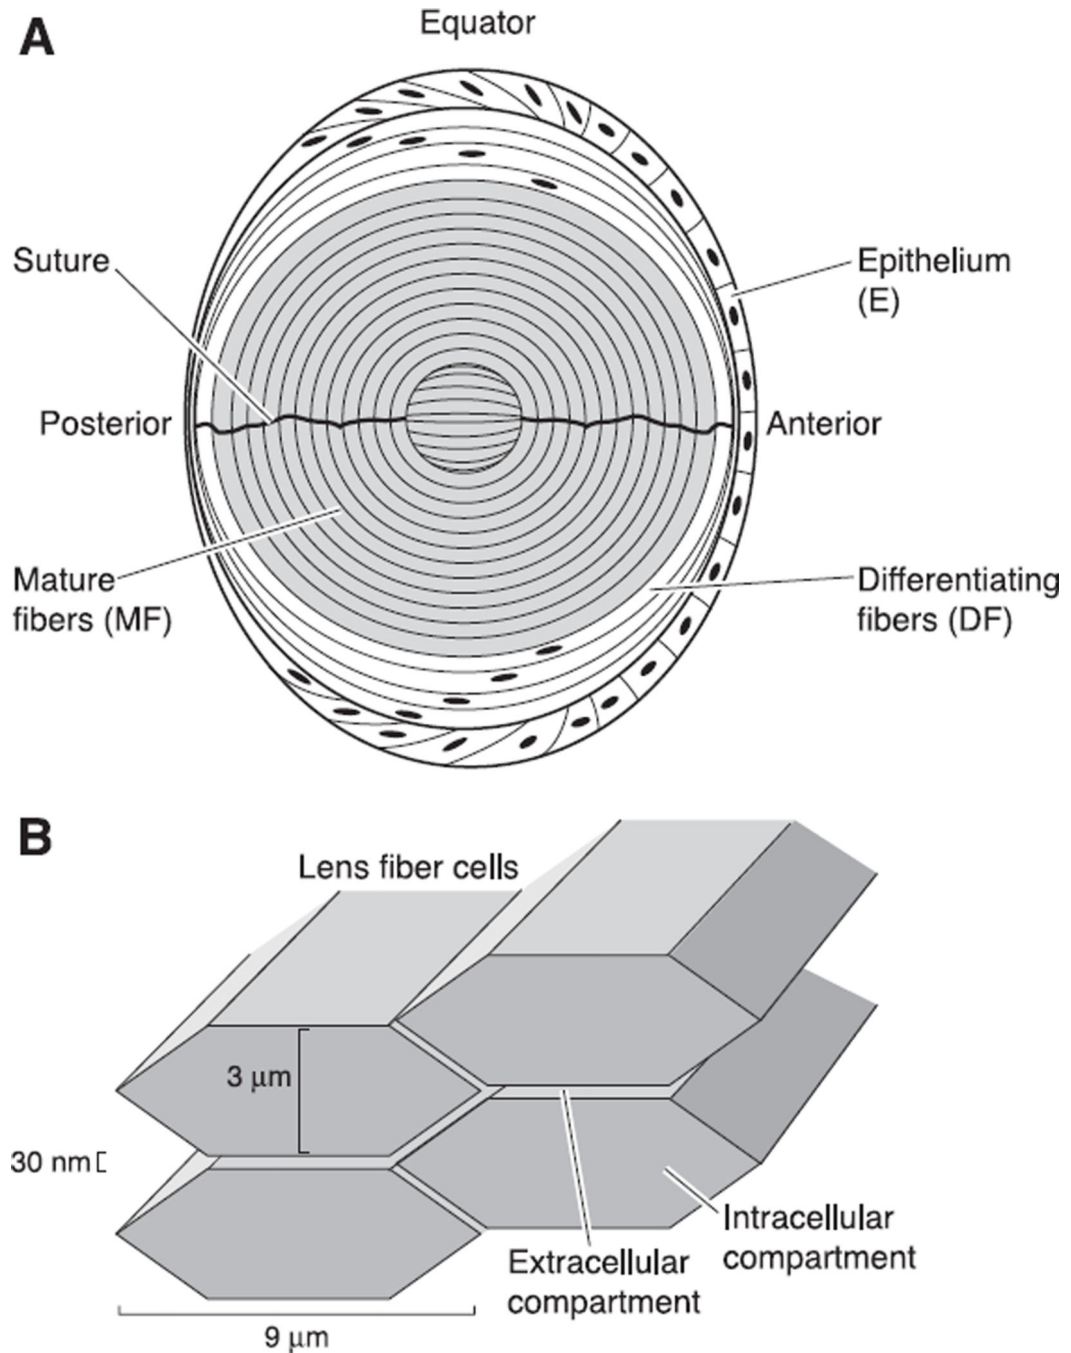 A
Equator
Suture
Epithelium
(E)
Posterior
Anterior
Mature
fibers (MF)
Differentiating
fibers (DF)
B
Lens fiber cells
3 μm
30 nm
Intracellular
compartment
Extracellular
compartment
9 μm